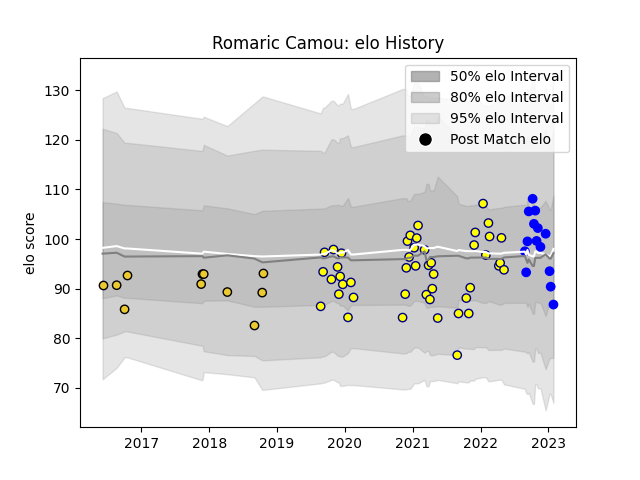 Romaric Camou: elo History
50% elo Interval
80% elo Interval
95% elo Interval
Post Match elo
elo score
130
120
110
100
90
80
70
2017
2018
2019
2020
2021
2022
2023